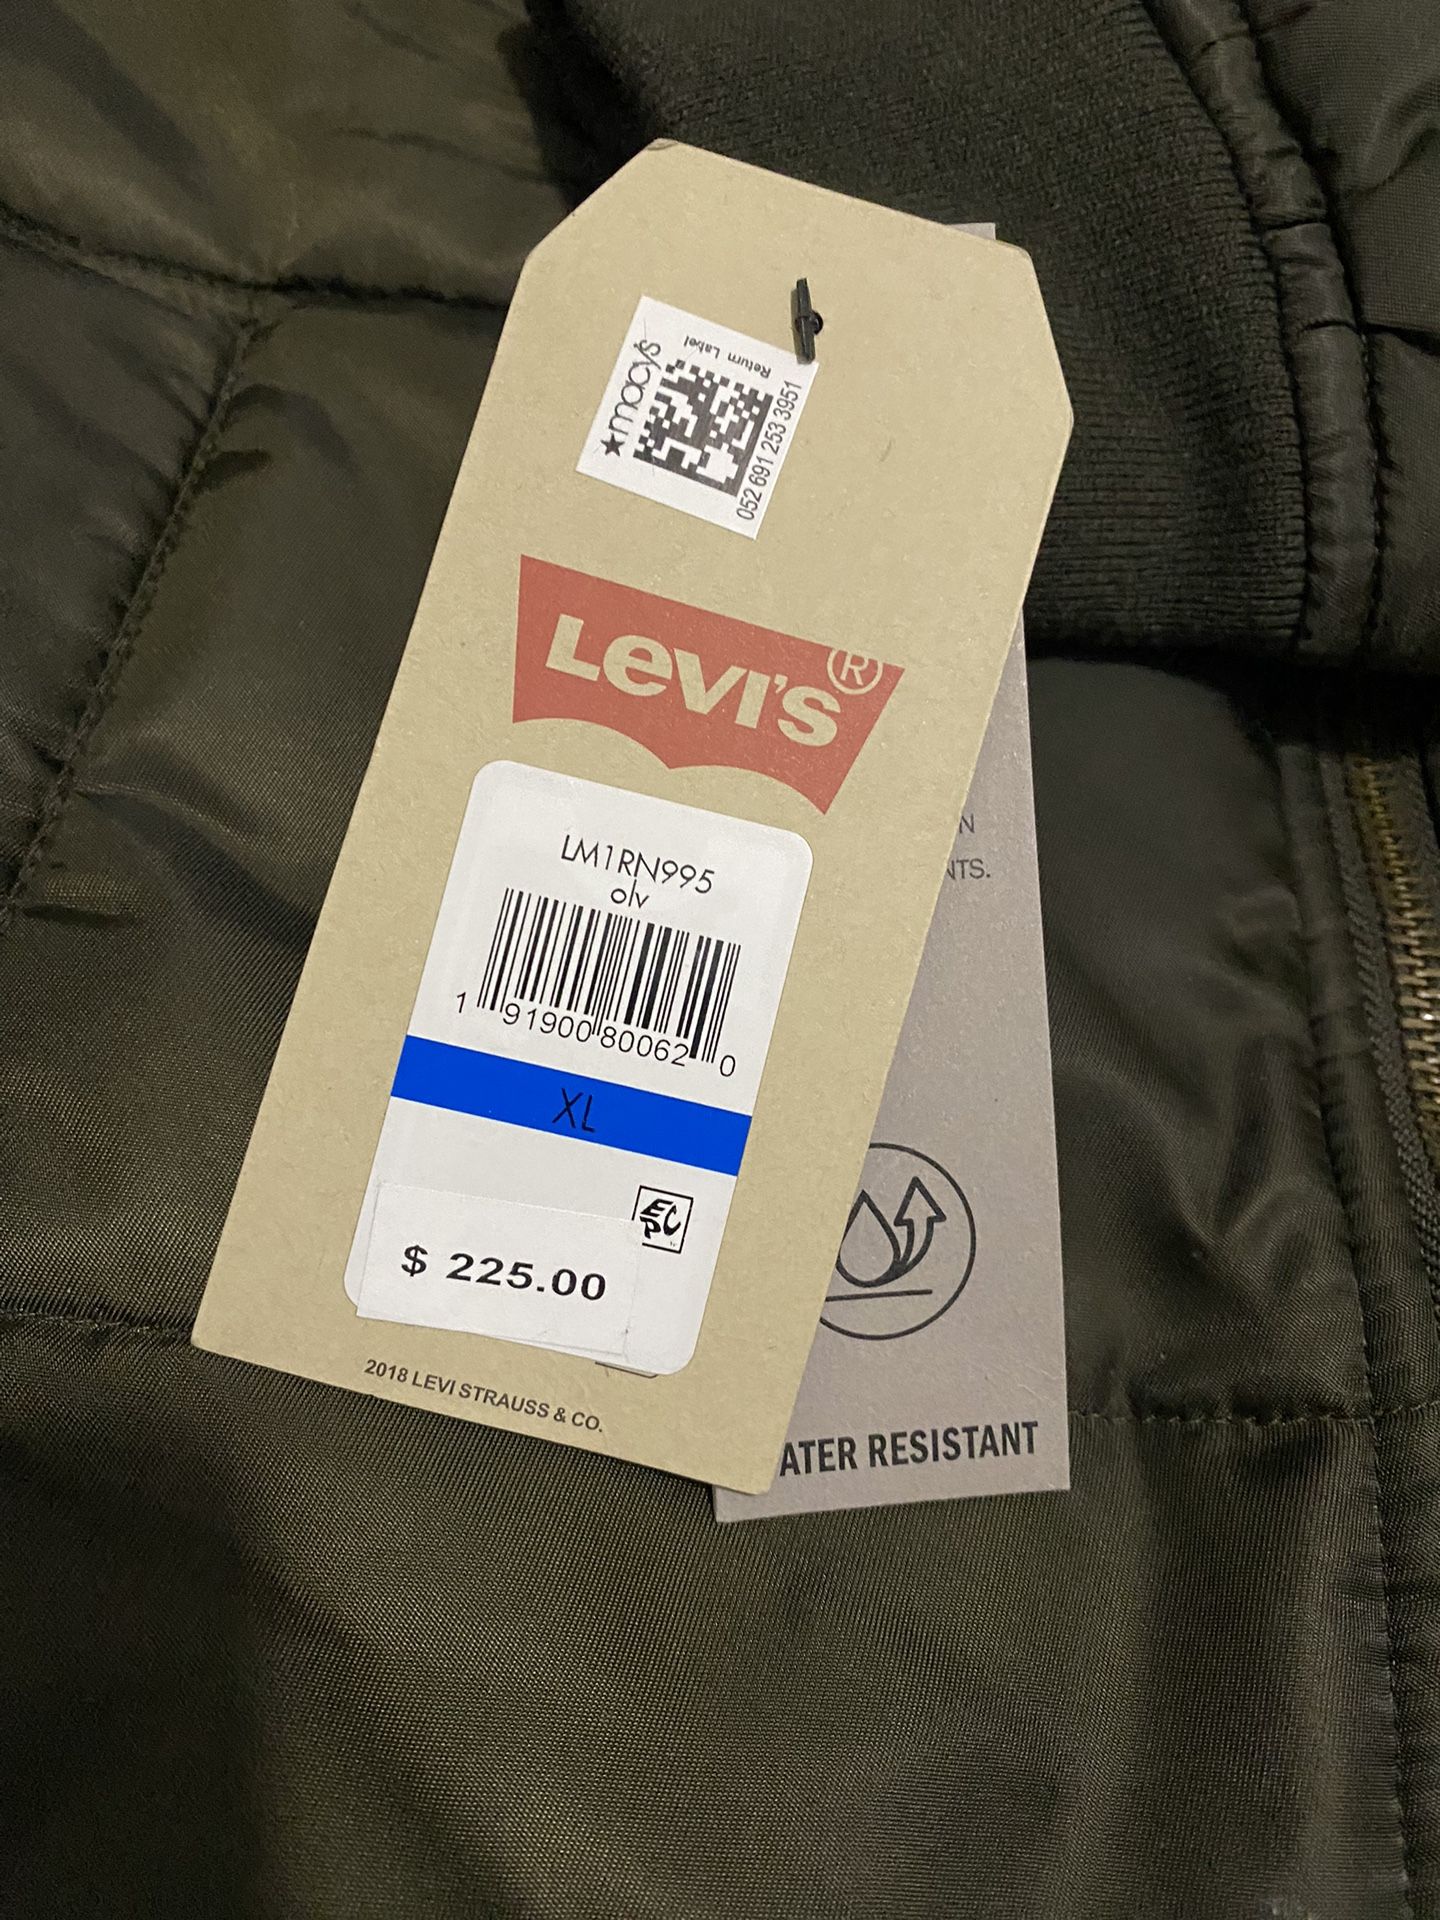 ★macy's
Return Label
052 691 253 3951
LEVI'S®
LM1RN995
olv
1 91900 80062 0
XL
EPC
$ 225.00
2018 LEVI STRAUSS & CO.
N
NTS.
ATER RESISTANT